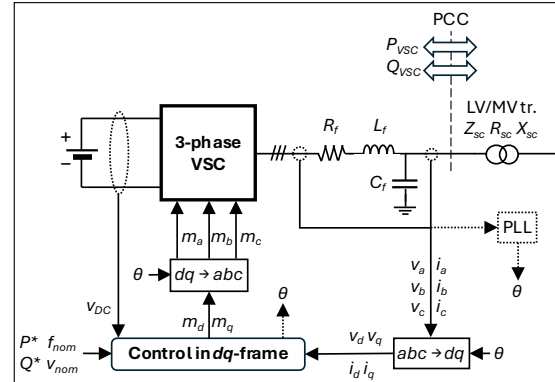 PCC
P_VSC
Q_VSC
LV/MV tr.
Z_sc R_sc X_sc
R_f L_f
+
−
3-phase
VSC
C_f
PLL
m_a m_b m_c
θ
θ dq → abc
v_a i_a
v_b i_b
v_c i_c
v_DC
m_d m_q
θ
P* f_nom
Q* v_nom
Control in dq-frame
v_d v_q
i_d i_q
abc → dq
θ